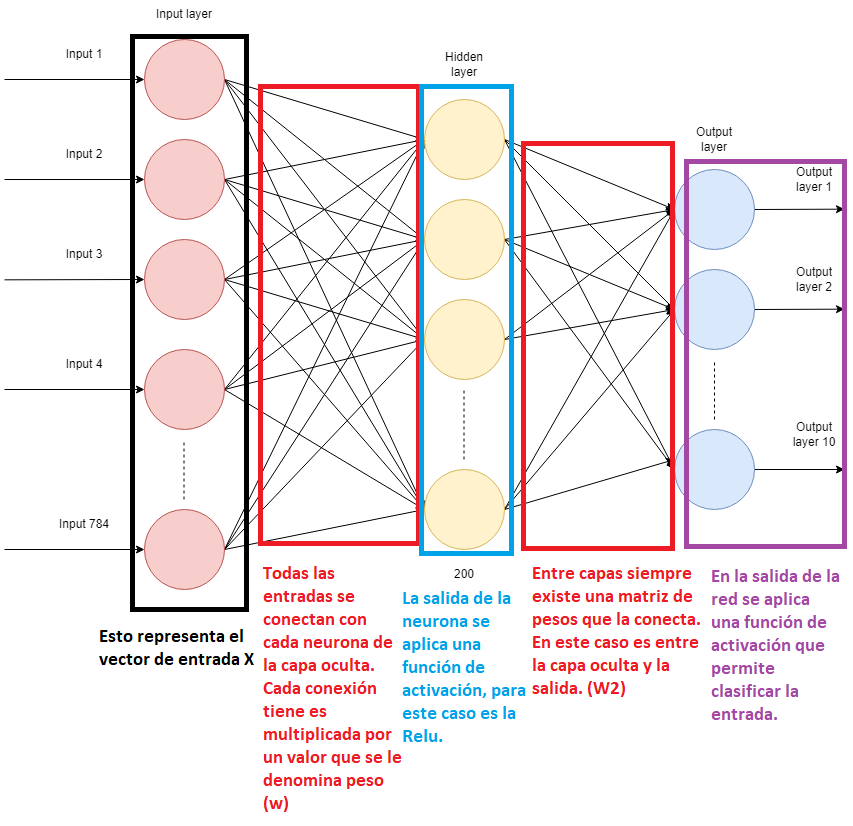 Input layer
Input 1
Input 2
Input 3
Input 4
Input 784
Hidden
layer
200
Output
layer
Output
layer 1
Output
layer 2
Output
layer 10
Esto representa el
vector de entrada X
Todas las
entradas se
conectan con
cada neurona de
la capa oculta.
Cada conexión
tiene es
multiplicada por
un valor que se le
denomina peso
(w)
La salida de la
neurona se
aplica una
función de
activación, para
este caso es la
Relu.
Entre capas siempre
existe una matriz de
pesos que la conecta.
En este caso es entre
la capa oculta y la
salida. (W2)
En la salida de la
red se aplica
una función de
activación que
permite
clasificar la
entrada.